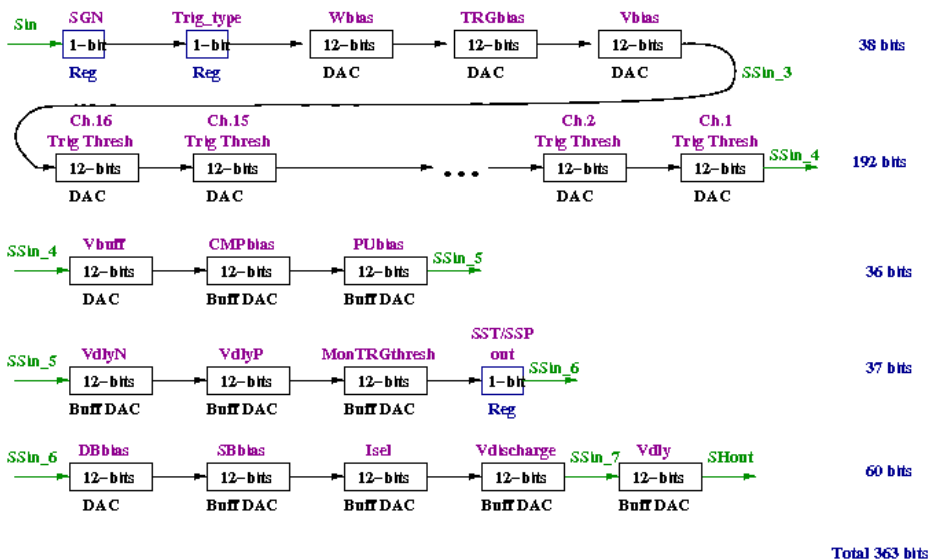 Sin SGN Trig_type Wbias TRGbias Vbias
1-bit 1-bit 12-bits 12-bits 12-bits 38 bits
Reg Reg DAC DAC DAC SSin_3
Ch.16 Ch.15 Ch.2 Ch.1
Trig Thresh Trig Thresh Trig Thresh Trig Thresh
12-bits 12-bits ... 12-bits 12-bits SSin_4 192 bits
DAC DAC DAC DAC
SSin_4 Vbuff CMPbias PUbias SSin_5
12-bits 12-bits 12-bits 36 bits
DAC Buff DAC Buff DAC
SST/SSP
SSin_5 VdlyN VdlyP MonTRGthresh out SSin_6
12-bits 12-bits 12-bits 1-bit 37 bits
Buff DAC Buff DAC Buff DAC Reg
SSin_6 DBbias SBbias Isel Vdischarge SSin_7 Vdly SHout
12-bits 12-bits 12-bits 12-bits 12-bits 60 bits
DAC Buff DAC Buff DAC Buff DAC Buff DAC
Total 363 bits